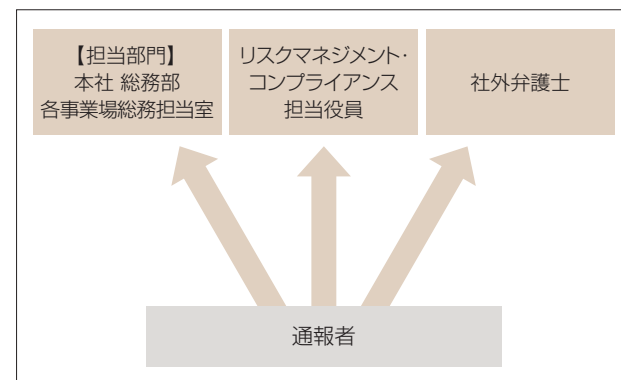 【担当部門】
本社 総務部
各事業場総務担当室
リスクマネジメント・
コンプライアンス
担当役員
社外弁護士
通報者